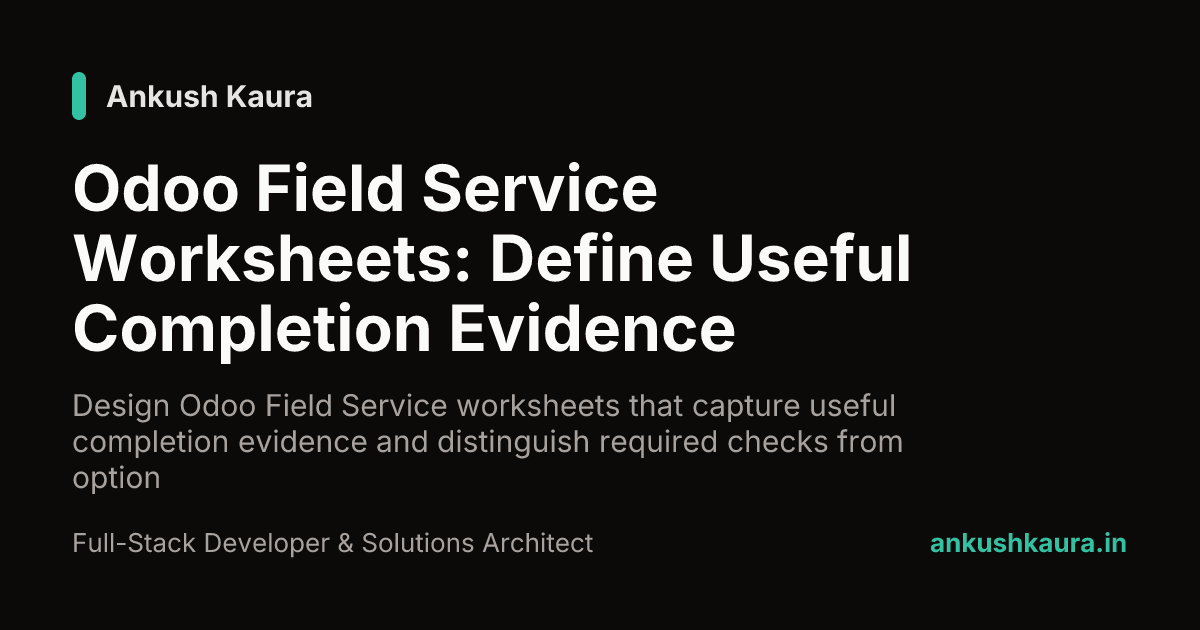 Ankush Kaura
Odoo Field Service
Worksheets: Define Useful
Completion Evidence
Design Odoo Field Service worksheets that capture useful
completion evidence and distinguish required checks from
option
Full-Stack Developer & Solutions Architect
ankushkaura.in